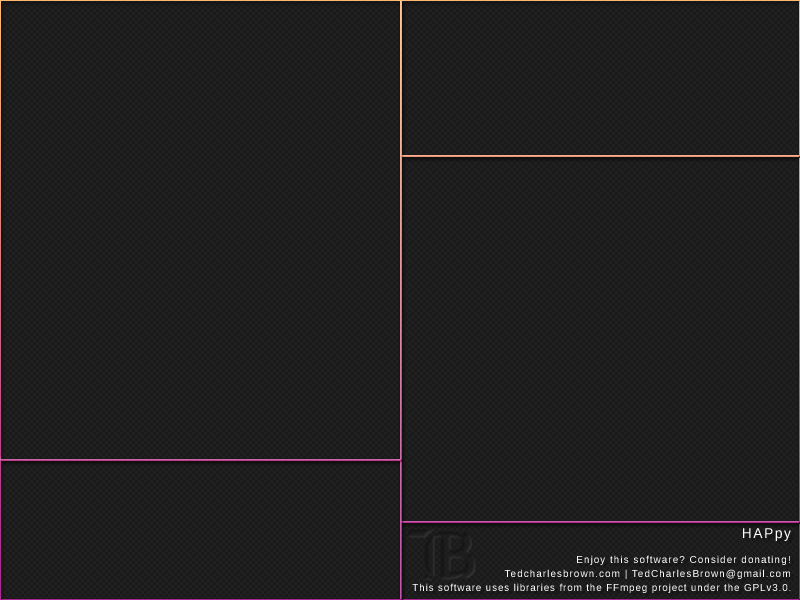 HAPpy
TB
Enjoy this software? Consider donating!
Tedcharlesbrown.com | TedCharlesBrown@gmail.com
This software uses libraries from the FFmpeg project under the GPLv3.0.